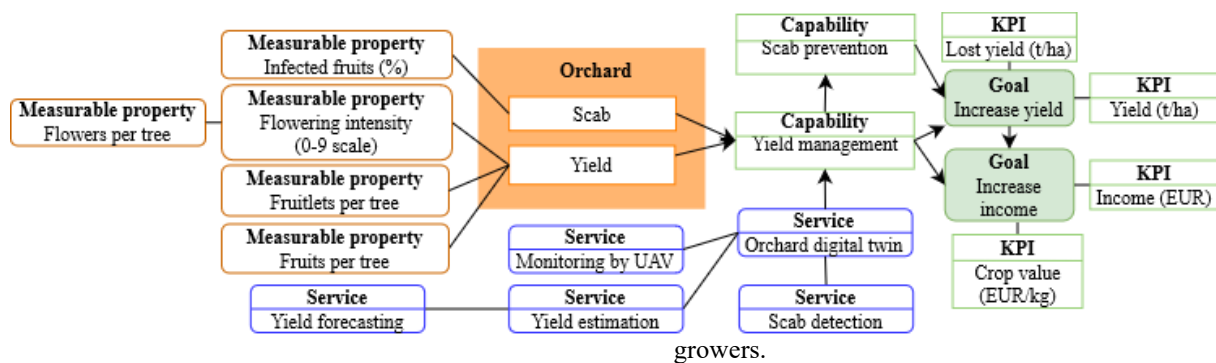 Measurable property
Flowers per tree
Measurable property
Infected fruits (%)
Measurable property
Flowering intensity
(0-9 scale)
Measurable property
Fruitlets per tree
Measurable property
Fruits per tree
Orchard
Scab
Yield
Capability
Scab prevention
Capability
Yield management
KPI
Lost yield (t/ha)
Goal
Increase yield
KPI
Yield (t/ha)
Goal
Increase
income
KPI
Income (EUR)
KPI
Crop value
(EUR/kg)
Service
Monitoring by UAV
Service
Orchard digital twin
Service
Yield forecasting
Service
Yield estimation
Service
Scab detection
growers.